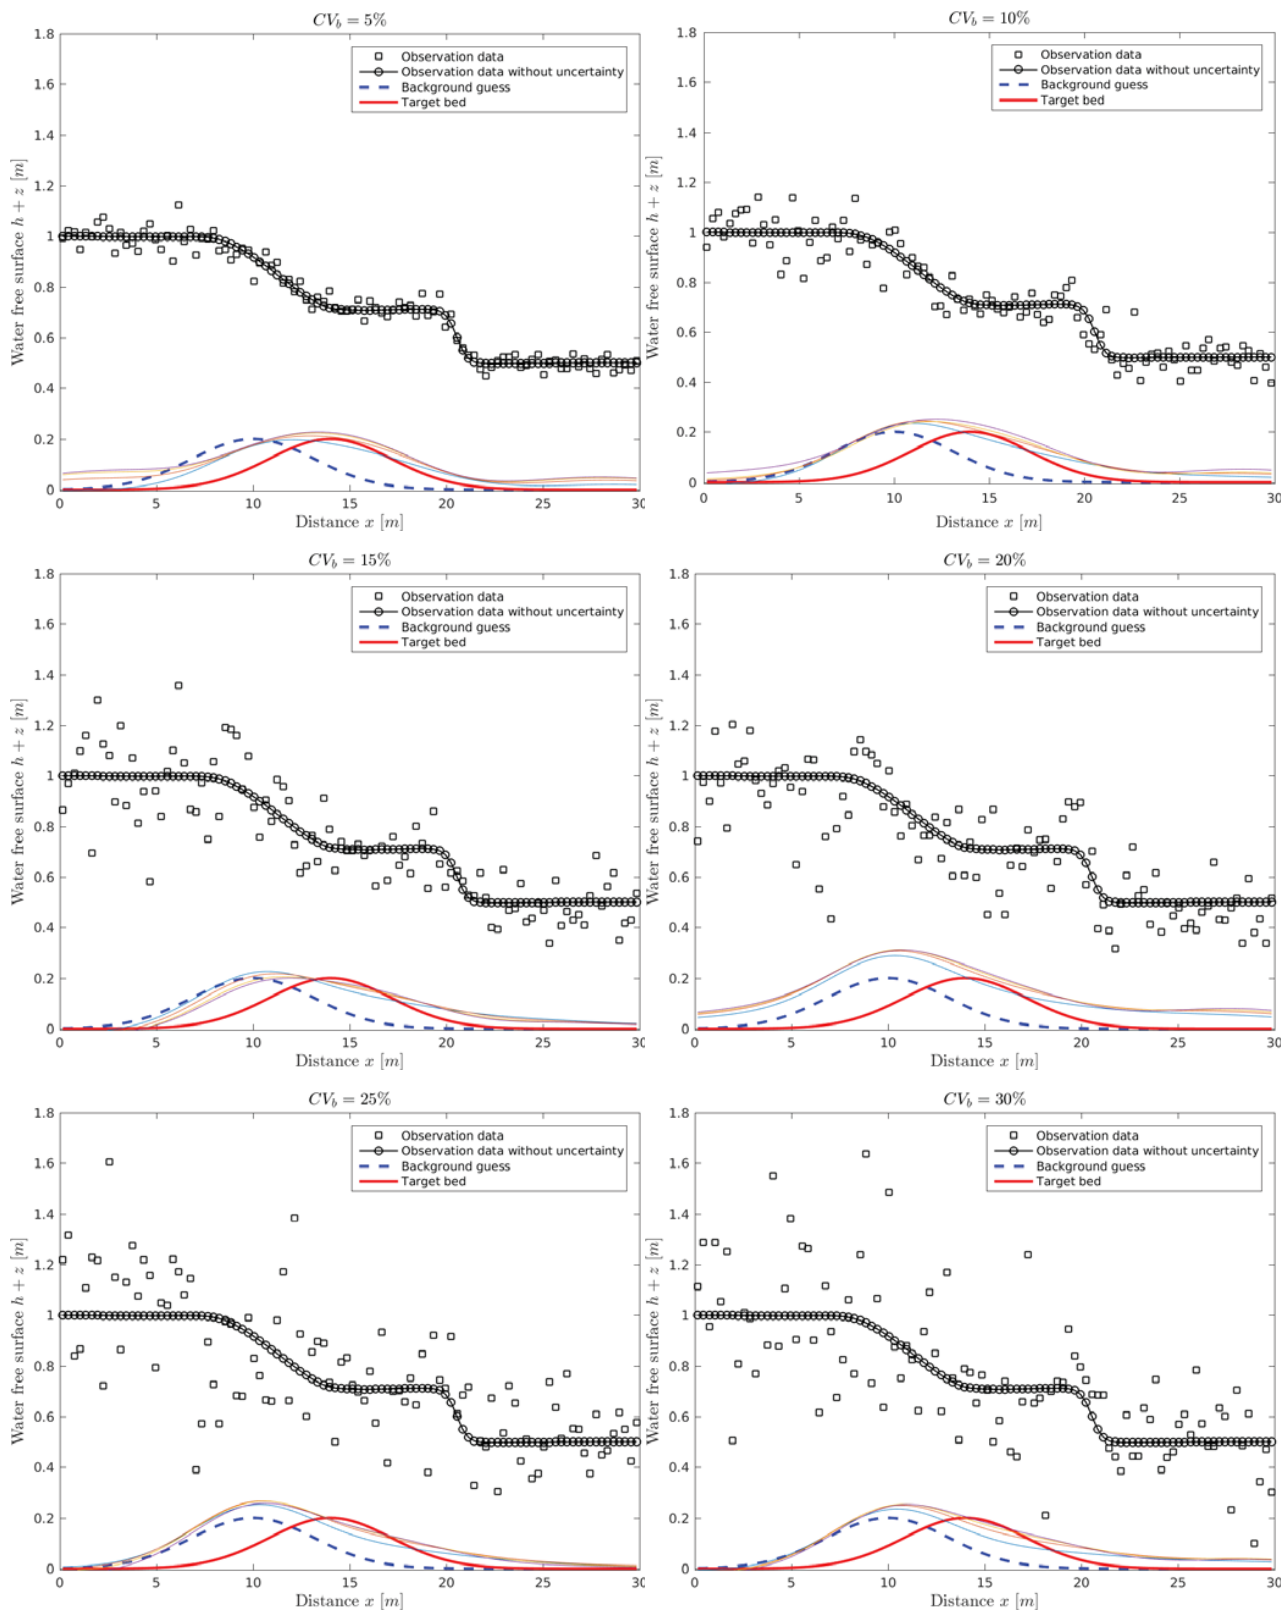 CV_b = 5%
Observation data
Observation data without uncertainty
Background guess
Target bed
Water free surface h + z [m]
1.8
1.6
1.4
1.2
1
0.8
0.6
0.4
0.2
0
0 5 10 15 20 25 30
Distance x [m]
CV_b = 10%
Observation data
Observation data without uncertainty
Background guess
Target bed
Water free surface h + z [m]
1.8
1.6
1.4
1.2
1
0.8
0.6
0.4
0.2
0
0 5 10 15 20 25 30
Distance x [m]
CV_b = 15%
Observation data
Observation data without uncertainty
Background guess
Target bed
Water free surface h + z [m]
1.8
1.6
1.4
1.2
1
0.8
0.6
0.4
0.2
0
0 5 10 15 20 25 30
Distance x [m]
CV_b = 20%
Observation data
Observation data without uncertainty
Background guess
Target bed
Water free surface h + z [m]
1.8
1.6
1.4
1.2
1
0.8
0.6
0.4
0.2
0
0 5 10 15 20 25 30
Distance x [m]
CV_b = 25%
Observation data
Observation data without uncertainty
Background guess
Target bed
Water free surface h + z [m]
1.8
1.6
1.4
1.2
1
0.8
0.6
0.4
0.2
0
0 5 10 15 20 25 30
Distance x [m]
CV_b = 30%
Observation data
Observation data without uncertainty
Background guess
Target bed
Water free surface h + z [m]
1.8
1.6
1.4
1.2
1
0.8
0.6
0.4
0.2
0
0 5 10 15 20 25 30
Distance x [m]